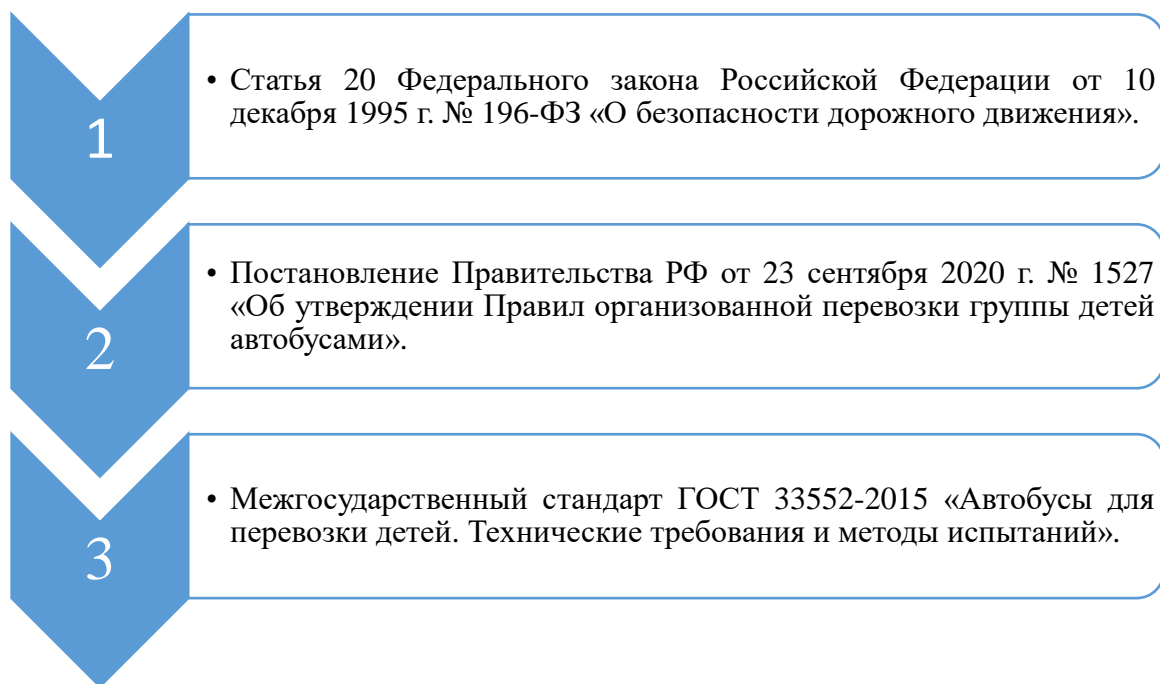 1
• Статья 20 Федерального закона Российской Федерации от 10
декабря 1995 г. № 196-ФЗ «О безопасности дорожного движения».
2
• Постановление Правительства РФ от 23 сентября 2020 г. № 1527
«Об утверждении Правил организованной перевозки группы детей
автобусами».
3
• Межгосударственный стандарт ГОСТ 33552-2015 «Автобусы для
перевозки детей. Технические требования и методы испытаний».